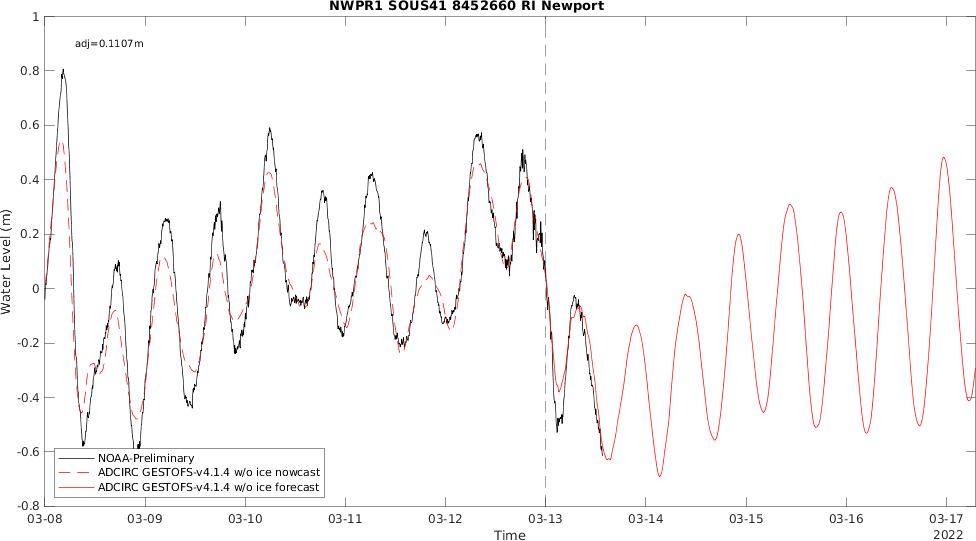 NWPR1 SOUS41 8452660 RI Newport
adj=0.1107m
1
0.8
0.6
0.4
0.2
0
-0.2
-0.4
-0.6
-0.8
Water Level (m)
NOAA-Preliminary
ADCIRC GESTOFS-v4.1.4 w/o ice nowcast
ADCIRC GESTOFS-v4.1.4 w/o ice forecast
03-08 03-09 03-10 03-11 03-12 03-13 03-14 03-15 03-16 03-17
Time
2022